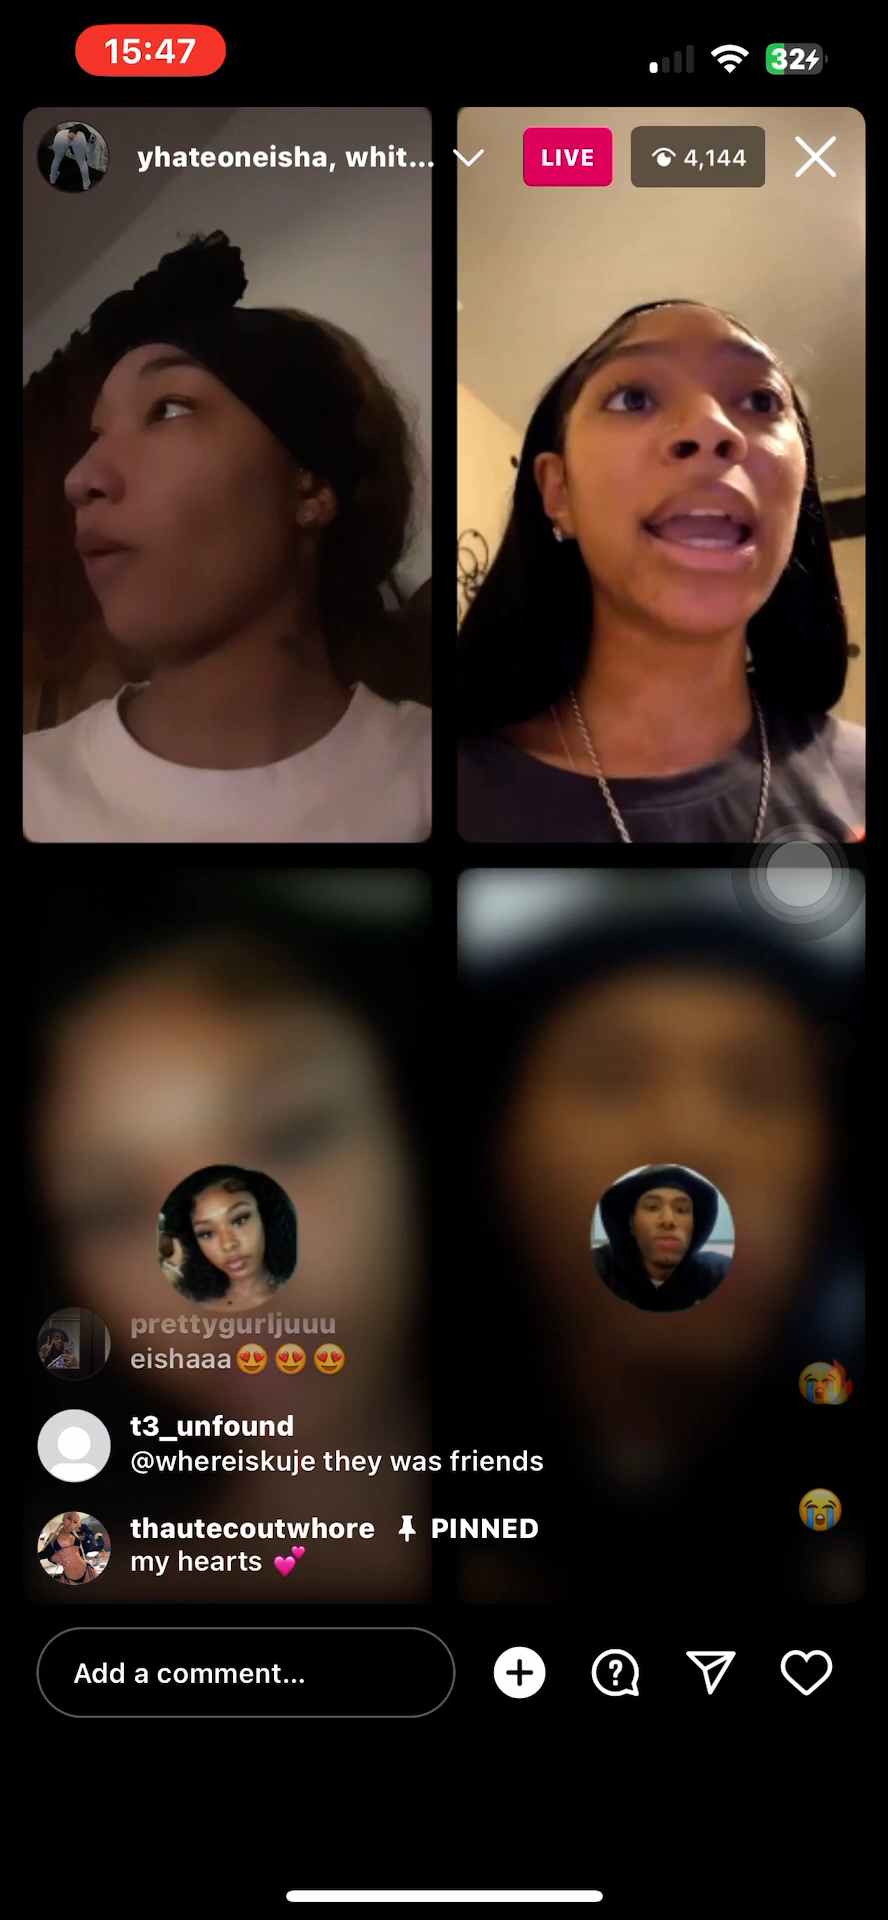 15:47
32
yhateoneisha, whit...
LIVE
4,144
prettygurljuuu
eishaaa😍😍😍
t3_unfound
@whereiskuje they was friends
thautecoutwhore PINNED
my hearts 💕
Add a comment...